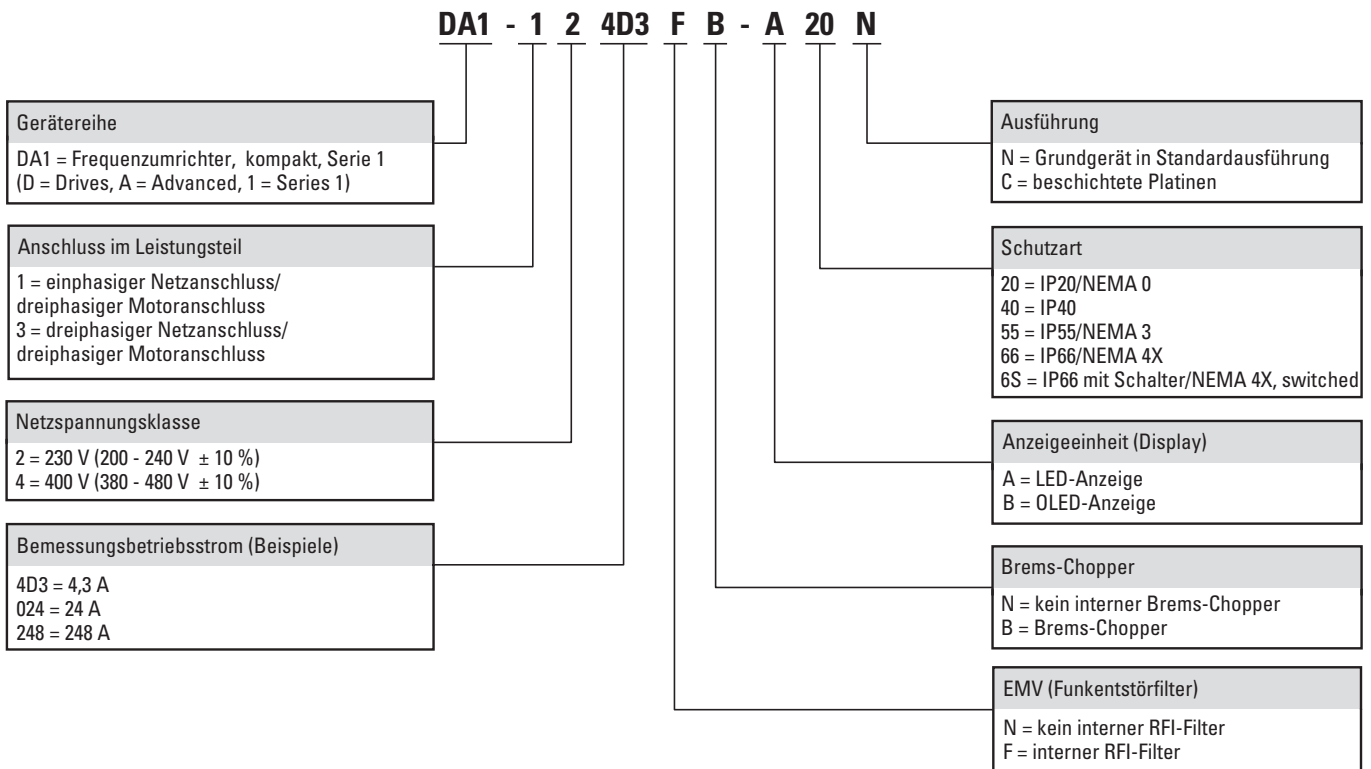 DA1 - 1 2 4D3 F B - A 20 N
Gerätereihe
DA1 = Frequenzumrichter, kompakt, Serie 1
(D = Drives, A = Advanced, 1 = Series 1)
Anschluss im Leistungsteil
1 = einphasiger Netzanschluss/
dreiphasiger Motoranschluss
3 = dreiphasiger Netzanschluss/
dreiphasiger Motoranschluss
Netzspannungsklasse
2 = 230 V (200 - 240 V ± 10 %)
4 = 400 V (380 - 480 V ± 10 %)
Bemessungsbetriebsstrom (Beispiele)
4D3 = 4,3 A
024 = 24 A
248 = 248 A
Ausführung
N = Grundgerät in Standardausführung
C = beschichtete Platinen
Schutzart
20 = IP20/NEMA 0
40 = IP40
55 = IP55/NEMA 3
66 = IP66/NEMA 4X
6S = IP66 mit Schalter/NEMA 4X, switched
Anzeigeeinheit (Display)
A = LED-Anzeige
B = OLED-Anzeige
Brems-Chopper
N = kein interner Brems-Chopper
B = Brems-Chopper
EMV (Funkentstörfilter)
N = kein interner RFI-Filter
F = interner RFI-Filter